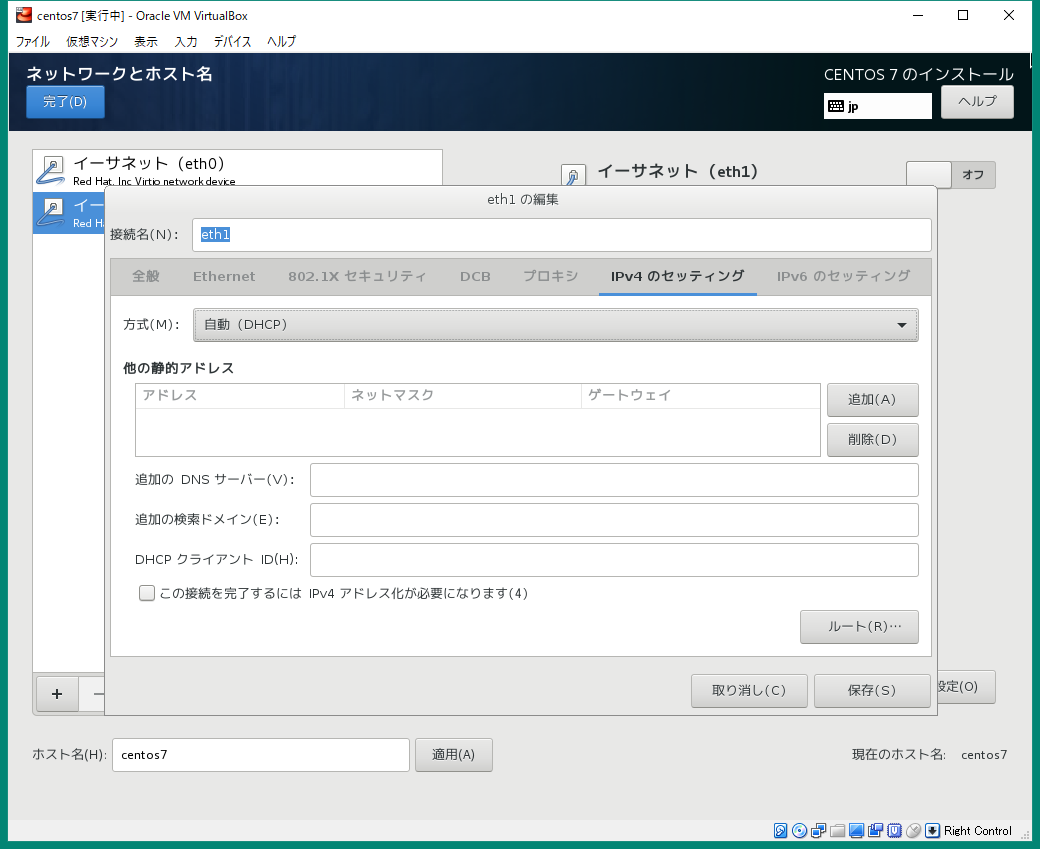 centos7 [実行中] - Oracle VM VirtualBox
ファイル 仮想マシン 表示 入力 デバイス ヘルプ
ネットワークとホスト名
CENTOS 7 のインストール
完了(D)
jp
ヘルプ
イーサネット（eth0）
Red Hat, Inc Virtio network device
イーサネット（eth1）
オフ
イー
Red H
eth1 の編集
接続名(N):
eth1
全般 Ethernet 802.1X セキュリティ DCB プロキシ IPv4 のセッティング IPv6 のセッティング
方式(M):
自動（DHCP）
他の静的アドレス
アドレス ネットマスク ゲートウェイ
追加(A)
削除(D)
追加の DNS サーバー(V):
追加の検索ドメイン(E):
DHCP クライアント ID(H):
この接続を完了するには IPv4 アドレス化が必要になります(4)
ルート(R)…
取り消し(C) 保存(S)
設定(O)
ホスト名(H):
centos7
適用(A)
現在のホスト名: centos7
Right Control